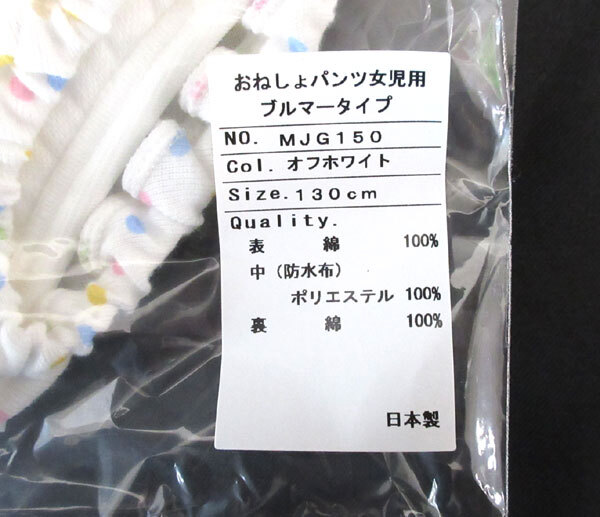 おねしょパンツ女児用
ブルマータイプ
NO. MJG150
Col. オフホワイト
Size. 130cm
Quality.
表 綿 100%
中（防水布）
ポリエステル 100%
裏 綿 100%
日本製